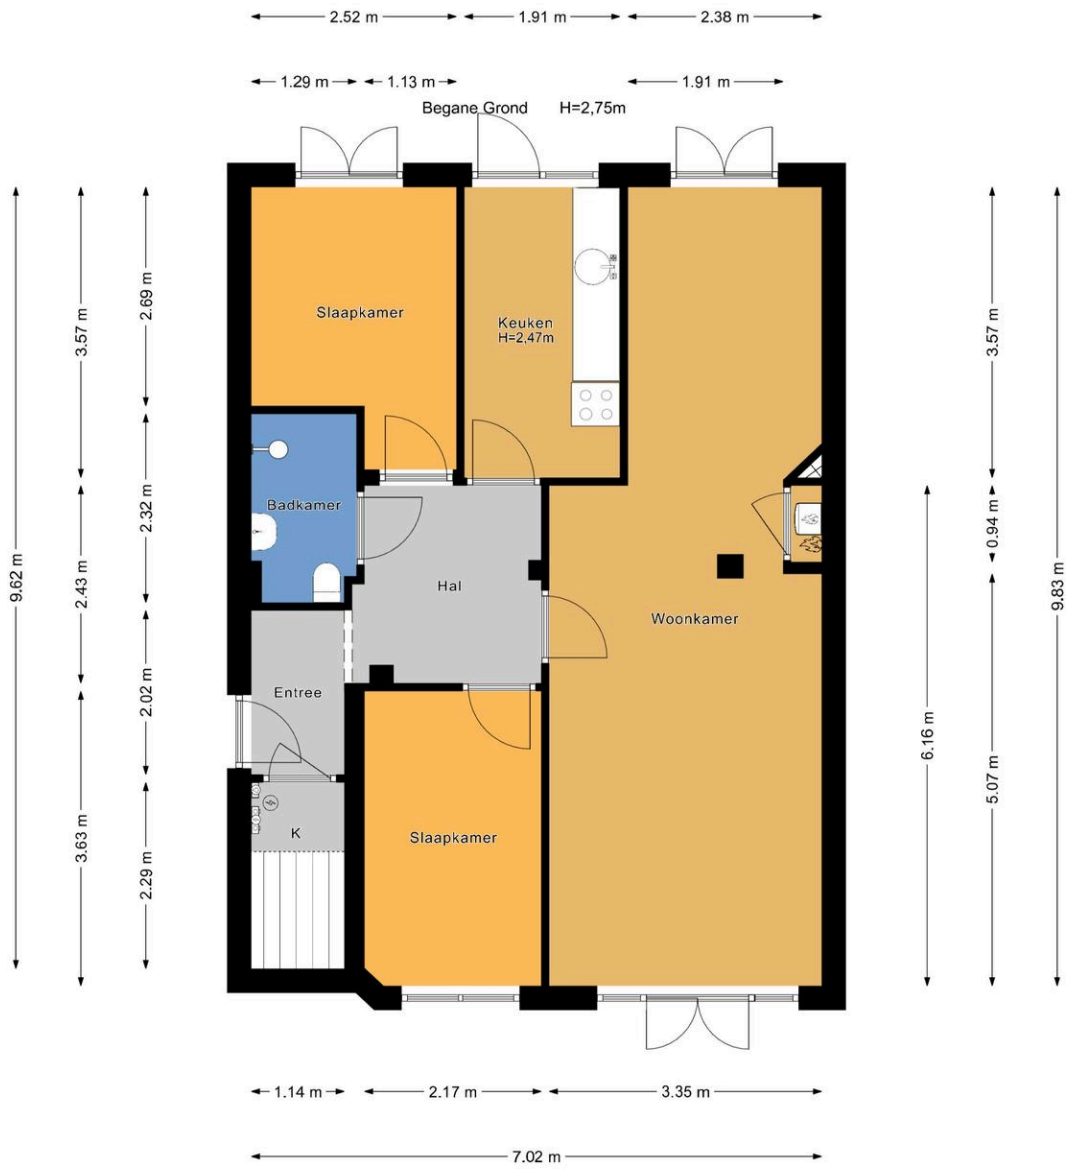 2.52 m 1.91 m 2.38 m
1.29 m 1.13 m 1.91 m
Begane Grond H=2,75m
Slaapkamer
Keuken
H=2,47m
Badkamer
Hal
Woonkamer
Entree
K
Slaapkamer
9.62 m
3.57 m
2.43 m
3.63 m
2.69 m
2.32 m
2.02 m
2.29 m
6.16 m
3.57 m
0.94 m
5.07 m
9.83 m
1.14 m 2.17 m 3.35 m
7.02 m